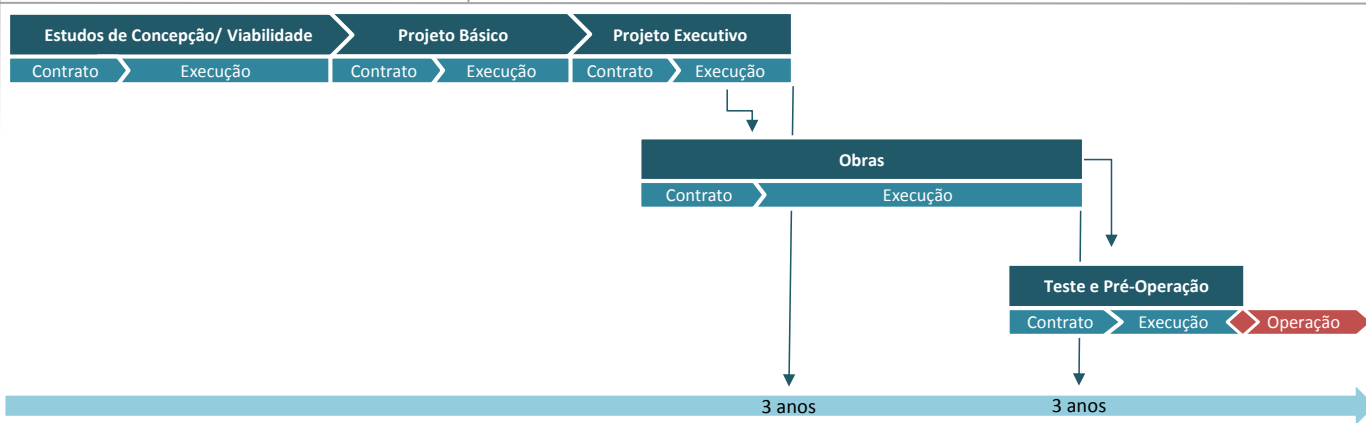 Estudos de Concepção/ Viabilidade
Projeto Básico
Projeto Executivo
Contrato
Execução
Contrato
Execução
Contrato
Execução
Obras
Contrato
Execução
Teste e Pré-Operação
Contrato
Execução
Operação
3 anos
3 anos